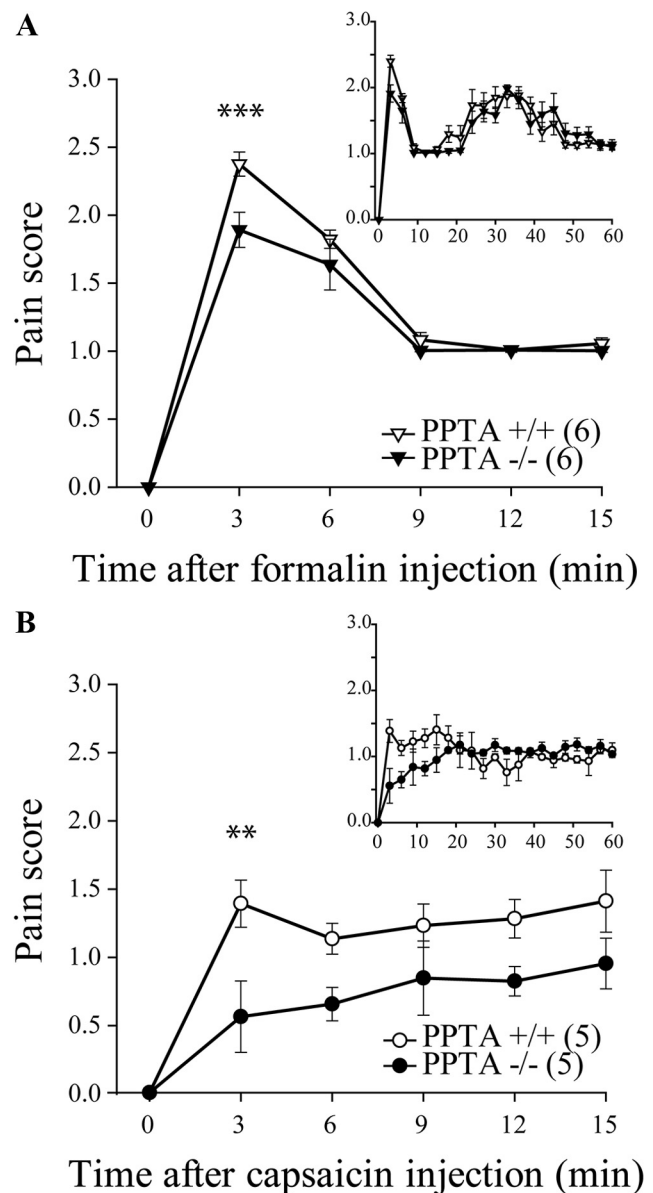 A
3.0
2.5
2.0
1.5
1.0
0.5
0.0
Pain score
***
3.0
2.0
1.0
0.0
0 10 20 30 40 50 60
PPTA +/+ (6)
PPTA -/- (6)
0 3 6 9 12 15
Time after formalin injection (min)
B
3.0
2.5
2.0
1.5
1.0
0.5
0.0
Pain score
**
3.0
2.0
1.0
0.0
0 10 20 30 40 50 60
PPTA +/+ (5)
PPTA -/- (5)
0 3 6 9 12 15
Time after capsaicin injection (min)